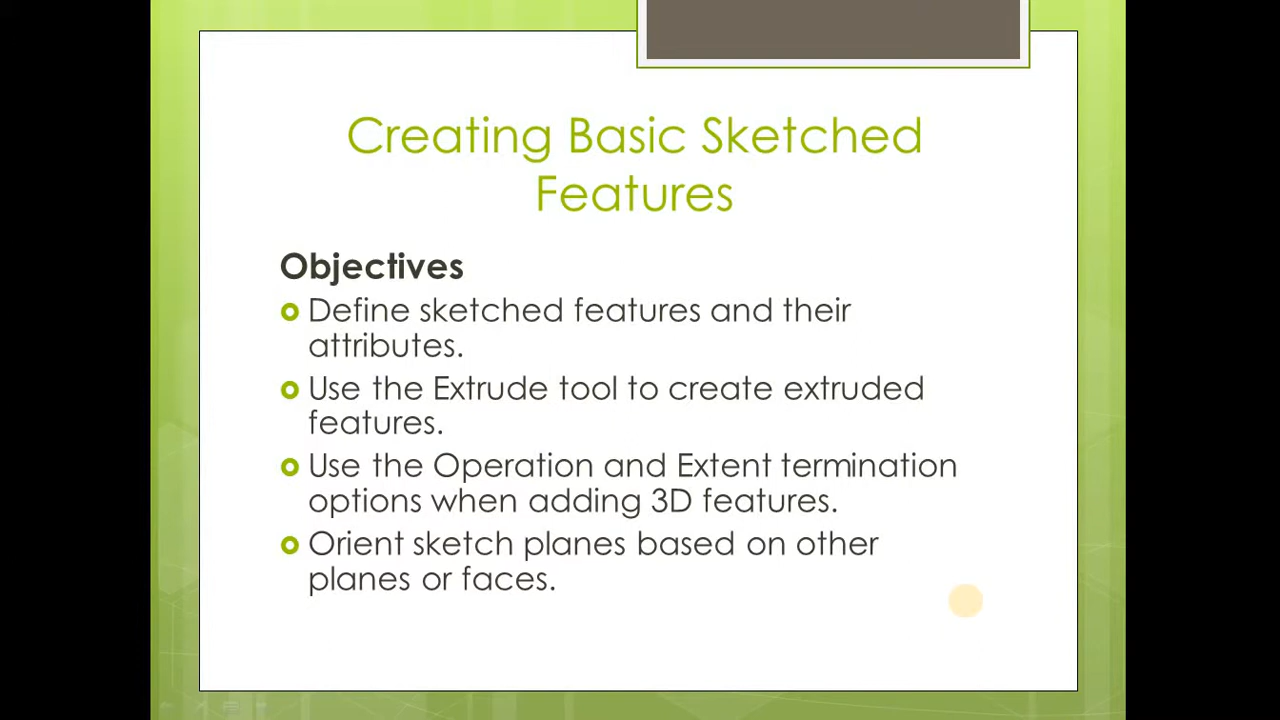 Creating Basic Sketched
Features
Objectives
Define sketched features and their
attributes.
Use the Extrude tool to create extruded
features.
Use the Operation and Extent termination
options when adding 3D features.
Orient sketch planes based on other
planes or faces.